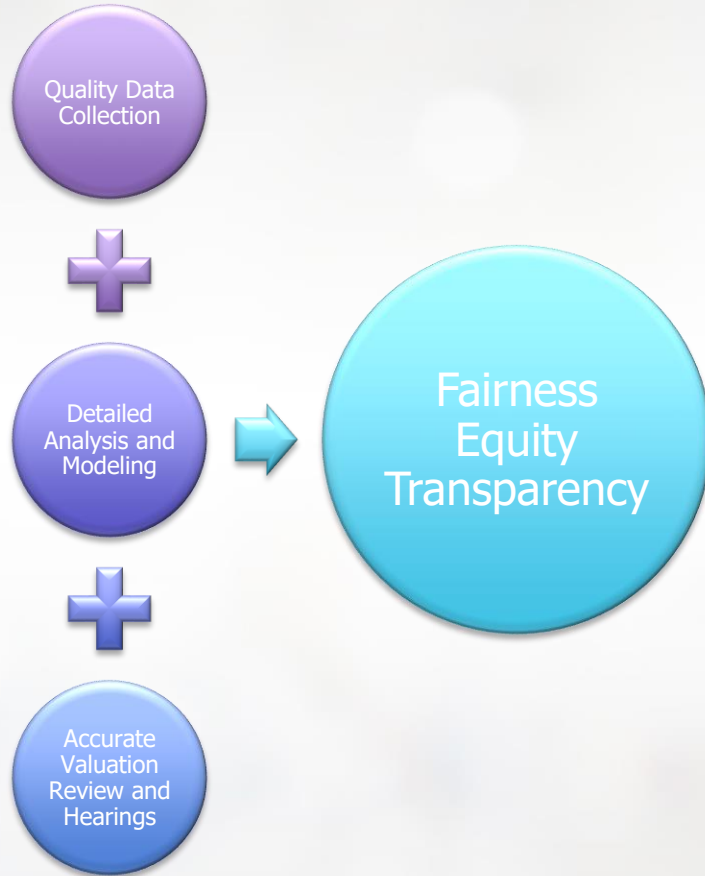 Quality Data
Collection
Detailed
Analysis and
Modeling
Accurate
Valuation
Review and
Hearings
Fairness
Equity
Transparency